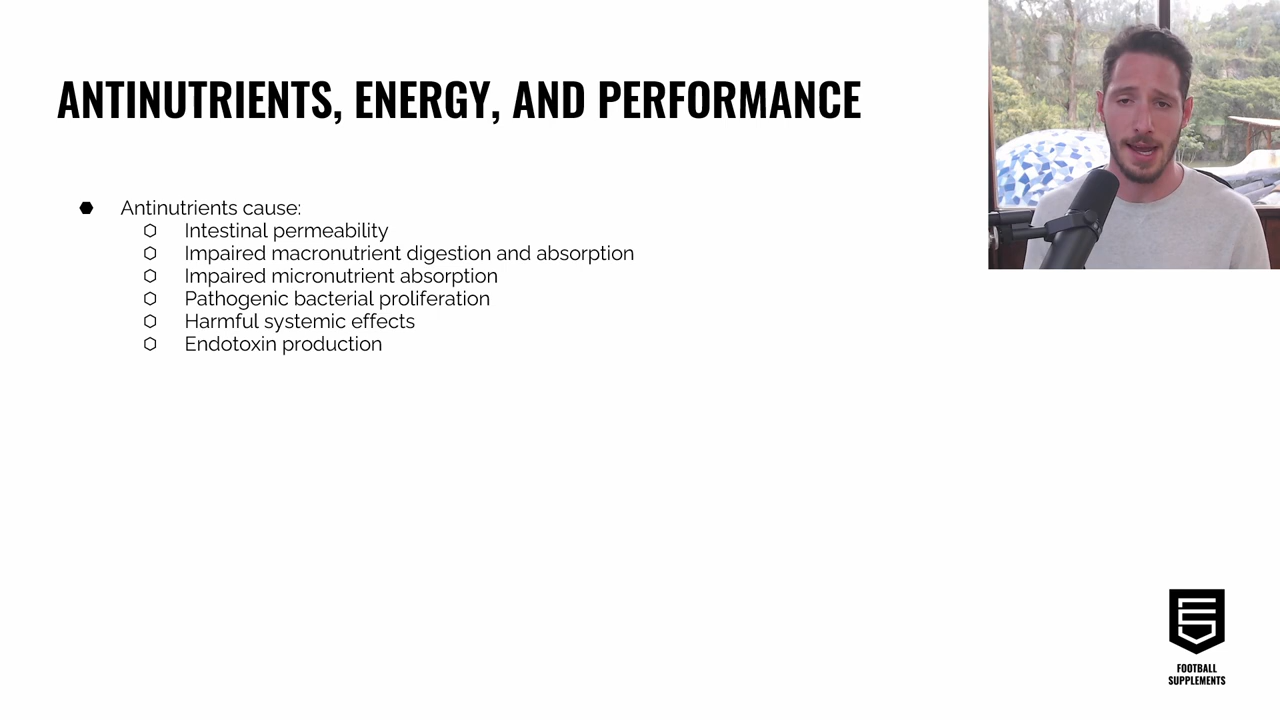 ANTINUTRIENTS, ENERGY, AND PERFORMANCE
Antinutrients cause:
Intestinal permeability
Impaired macronutrient digestion and absorption
Impaired micronutrient absorption
Pathogenic bacterial proliferation
Harmful systemic effects
Endotoxin production
FOOTBALL
SUPPLEMENTS